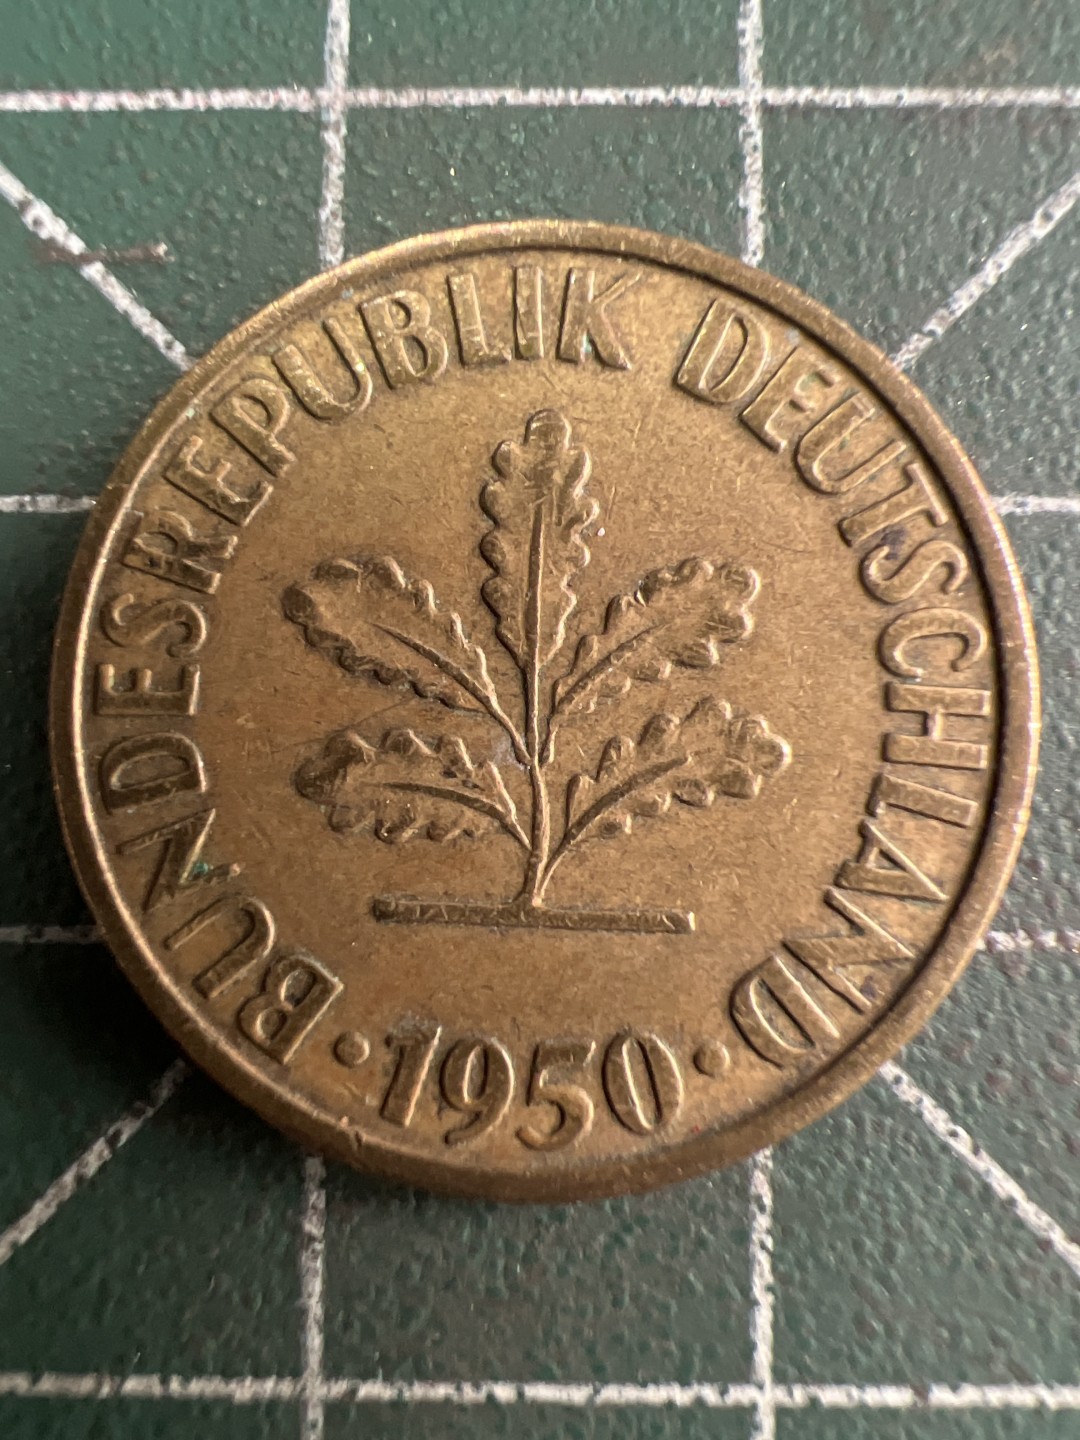 BUNDESREPUBLIK DEUTSCHLAND
· 1950 ·